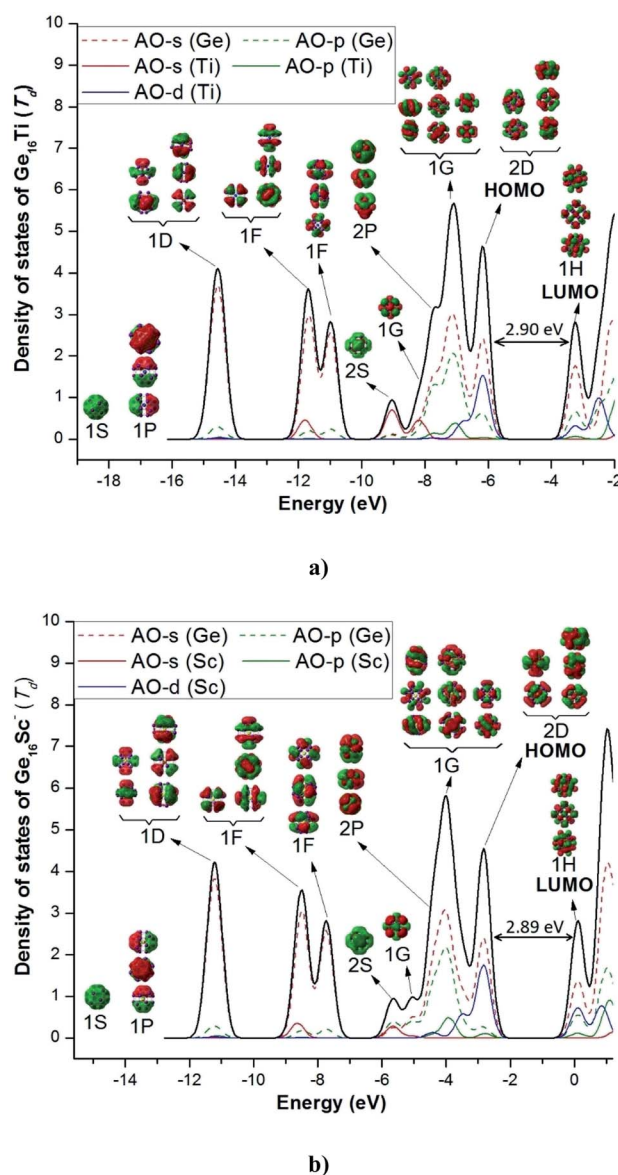 Density of states of Ge16Ti (Td)
10
9
8
7
6
5
4
3
2
1
0
AO-s (Ge) AO-p (Ge)
AO-s (Ti) AO-p (Ti)
AO-d (Ti)
1S
1P
1D
1F
1F
2P
2S
1G
1G
2D
HOMO
2.90 eV
1H
LUMO
-18 -16 -14 -12 -10 -8 -6 -4 -2
Energy (eV)
a)
Density of states of Ge16Sc- (Td)
10
9
8
7
6
5
4
3
2
1
0
AO-s (Ge) AO-p (Ge)
AO-s (Sc) AO-p (Sc)
AO-d (Sc)
1S
1P
1D
1F
1F
2P
2S
1G
1G
2D
HOMO
2.89 eV
1H
LUMO
-14 -12 -10 -8 -6 -4 -2 0
Energy (eV)
b)